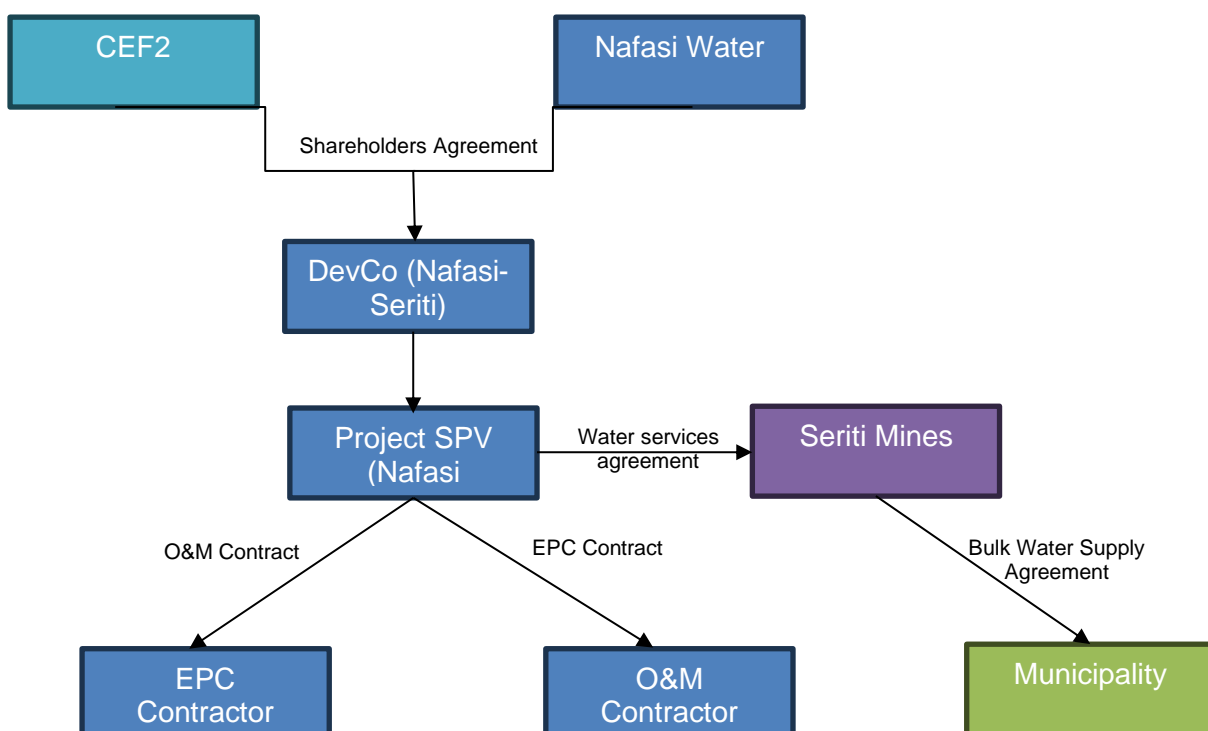 CEF2
Nafasi Water
Shareholders Agreement
DevCo (Nafasi-
Seriti)
Project SPV
(Nafasi
Water services
agreement
Seriti Mines
O&M Contract
EPC Contract
Bulk Water Supply
Agreement
EPC
Contractor
O&M
Contractor
Municipality